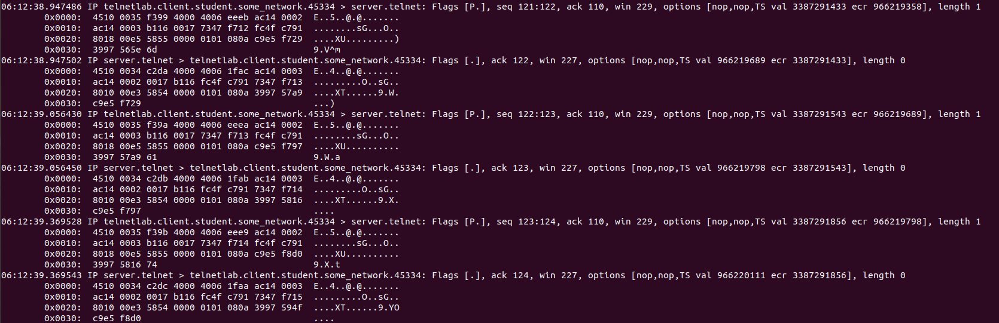 06:12:38.947486 IP telnetlab.client.student.some_network.45334 > server.telnet: Flags [P.], seq 121:122, ack 110, win 229, options [nop,nop,TS val 3387291433 ecr 966219358], length 1
0x0000:  4510 0035 f399 4000 4006 eeeb ac14 0002  E..5..@.@.......
0x0010:  ac14 0003 b116 0017 7347 f712 fc4f c791  ........sG...O..
0x0020:  8018 00e5 5855 0000 0101 080a c9e5 f729  ....XU.........)
0x0030:  3997 565e 6d                             9.V^m
06:12:38.947502 IP server.telnet > telnetlab.client.student.some_network.45334: Flags [.], ack 122, win 227, options [nop,nop,TS val 966219689 ecr 3387291433], length 0
0x0000:  4510 0034 c2da 4000 4006 1fac ac14 0003  E..4..@.@.......
0x0010:  ac14 0002 0017 b116 fc4f c791 7347 f713  .........O..sG..
0x0020:  8010 00e3 5854 0000 0101 080a 3997 57a9  ....XT......9.W.
0x0030:  c9e5 f729                                ...)
06:12:39.056430 IP telnetlab.client.student.some_network.45334 > server.telnet: Flags [P.], seq 122:123, ack 110, win 229, options [nop,nop,TS val 3387291543 ecr 966219689], length 1
0x0000:  4510 0035 f39a 4000 4006 eeea ac14 0002  E..5..@.@.......
0x0010:  ac14 0003 b116 0017 7347 f713 fc4f c791  ........sG...O..
0x0020:  8018 00e5 5855 0000 0101 080a c9e5 f797  ....XU..........
0x0030:  3997 57a9 61                             9.W.a
06:12:39.056450 IP server.telnet > telnetlab.client.student.some_network.45334: Flags [.], ack 123, win 227, options [nop,nop,TS val 966219798 ecr 3387291543], length 0
0x0000:  4510 0034 c2db 4000 4006 1fab ac14 0003  E..4..@.@.......
0x0010:  ac14 0002 0017 b116 fc4f c791 7347 f714  .........O..sG..
0x0020:  8010 00e3 5854 0000 0101 080a 3997 5816  ....XT......9.X.
0x0030:  c9e5 f797                                ....
06:12:39.369528 IP telnetlab.client.student.some_network.45334 > server.telnet: Flags [P.], seq 123:124, ack 110, win 229, options [nop,nop,TS val 3387291856 ecr 966219798], length 1
0x0000:  4510 0035 f39b 4000 4006 eee9 ac14 0002  E..5..@.@.......
0x0010:  ac14 0003 b116 0017 7347 f714 fc4f c791  ........sG...O..
0x0020:  8018 00e5 5855 0000 0101 080a c9e5 f8d0  ....XU..........
0x0030:  3997 5816 74                             9.X.t
06:12:39.369543 IP server.telnet > telnetlab.client.student.some_network.45334: Flags [.], ack 124, win 227, options [nop,nop,TS val 966220111 ecr 3387291856], length 0
0x0000:  4510 0034 c2dc 4000 4006 1faa ac14 0003  E..4..@.@.......
0x0010:  ac14 0002 0017 b116 fc4f c791 7347 f715  .........O..sG..
0x0020:  8010 00e3 5854 0000 0101 080a 3997 594f  ....XT......9.YO
0x0030:  c9e5 f8d0                                ....